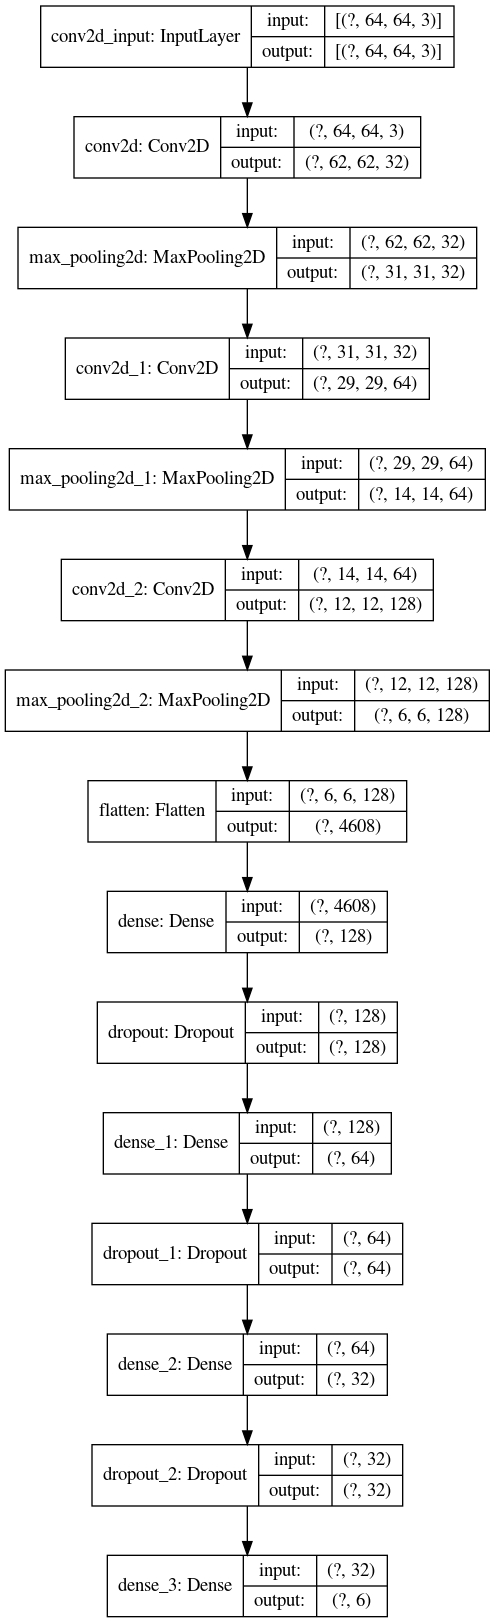 conv2d_input: InputLayer
input: [(?, 64, 64, 3)]
output: [(?, 64, 64, 3)]
conv2d: Conv2D
input: (?, 64, 64, 3)
output: (?, 62, 62, 32)
max_pooling2d: MaxPooling2D
input: (?, 62, 62, 32)
output: (?, 31, 31, 32)
conv2d_1: Conv2D
input: (?, 31, 31, 32)
output: (?, 29, 29, 64)
max_pooling2d_1: MaxPooling2D
input: (?, 29, 29, 64)
output: (?, 14, 14, 64)
conv2d_2: Conv2D
input: (?, 14, 14, 64)
output: (?, 12, 12, 128)
max_pooling2d_2: MaxPooling2D
input: (?, 12, 12, 128)
output: (?, 6, 6, 128)
flatten: Flatten
input: (?, 6, 6, 128)
output: (?, 4608)
dense: Dense
input: (?, 4608)
output: (?, 128)
dropout: Dropout
input: (?, 128)
output: (?, 128)
dense_1: Dense
input: (?, 128)
output: (?, 64)
dropout_1: Dropout
input: (?, 64)
output: (?, 64)
dense_2: Dense
input: (?, 64)
output: (?, 32)
dropout_2: Dropout
input: (?, 32)
output: (?, 32)
dense_3: Dense
input: (?, 32)
output: (?, 6)